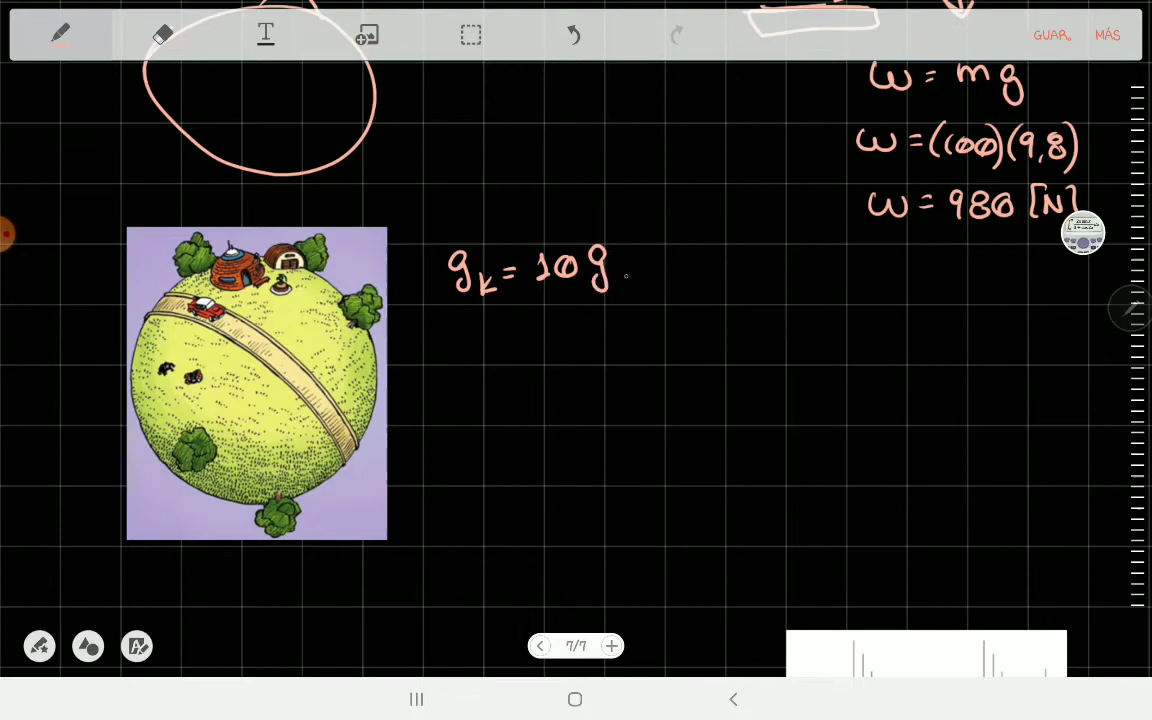 T
GUAR.
MÁS
ω = mg
ω = (100)(9,8)
ω = 980 [N]
gk = 10g
7/7